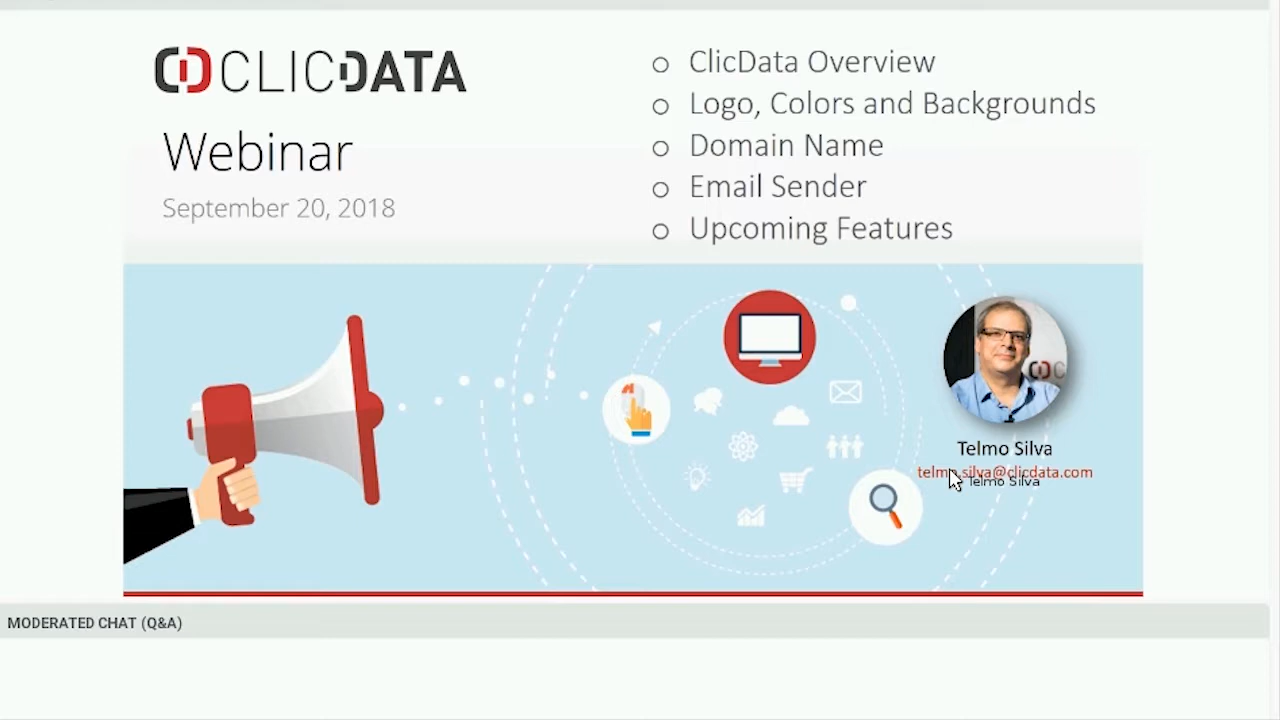 CLICDATA
Webinar
September 20, 2018
ClicData Overview
Logo, Colors and Backgrounds
Domain Name
Email Sender
Upcoming Features
Telmo Silva
telmo.silva@clicdata.com
Telmo Silva
MODERATED CHAT (Q&A)